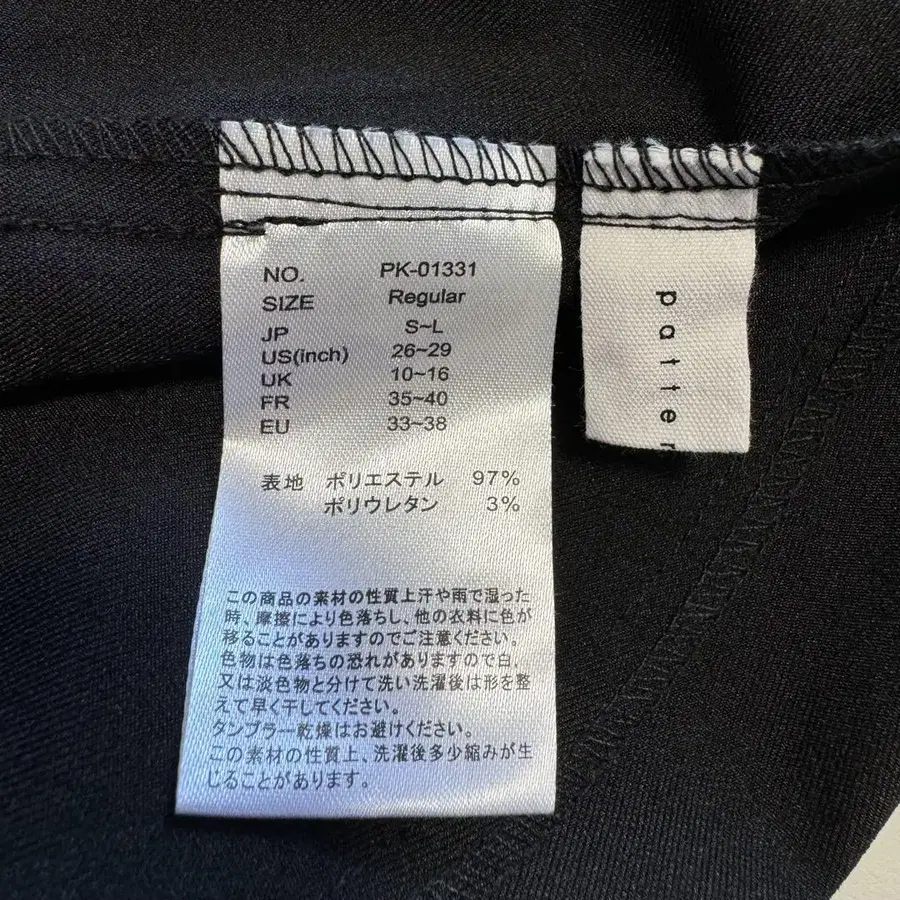 NO. PK-01331
SIZE Regular
JP S~L
US(inch) 26~29
UK 10~16
FR 35~40
EU 33~38
表地 ポリエステル 97%
ポリウレタン 3%
この商品の素材の性質上汗や雨で湿った
時、摩擦により色落ちし、他の衣料に色が
移ることがありますのでご注意ください。
色物は色落ちの恐れがありますので白、
又は淡色物と分けて洗い洗濯後は形を整
えて早く干してください。
タンブラー乾燥はお避けください。
この素材の性質上、洗濯後多少縮みが生
じることがあります。
patter